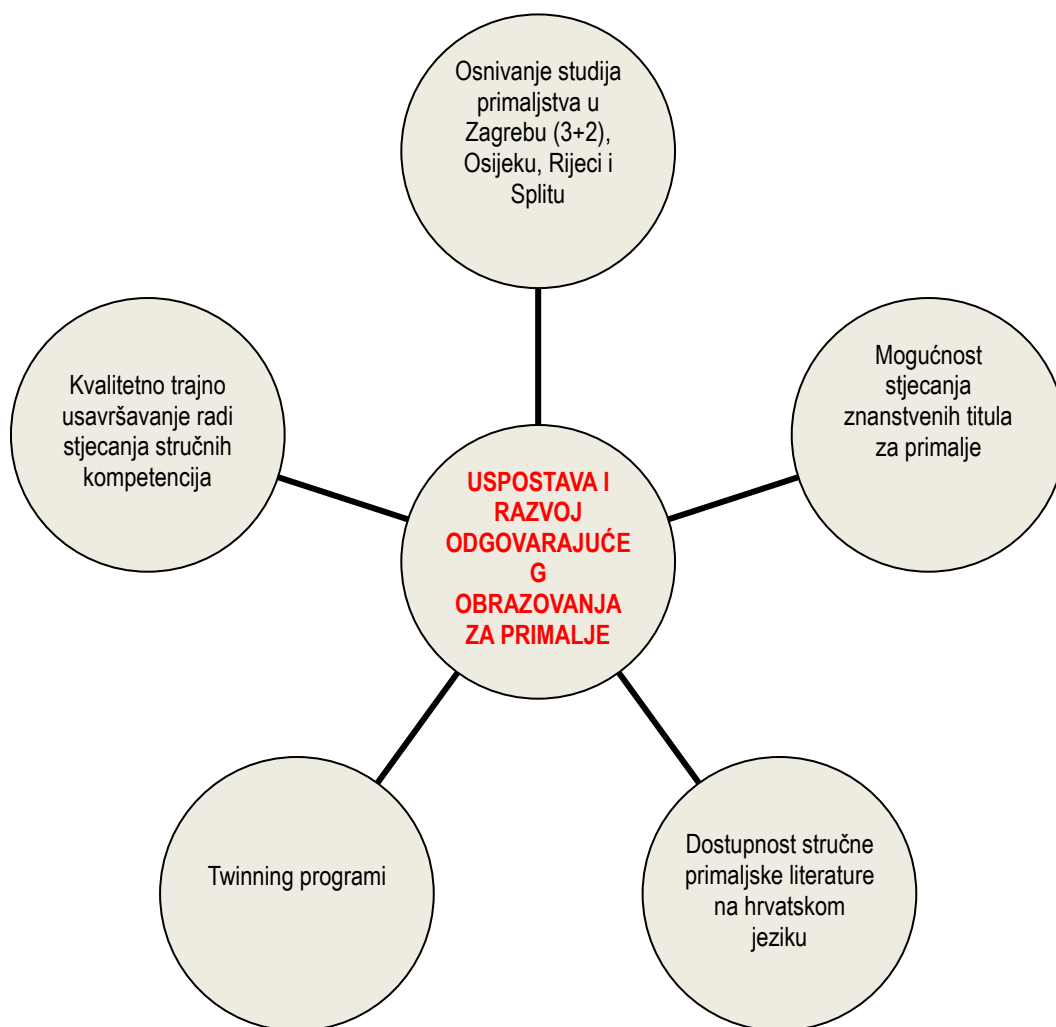 Osnivanje studija
primaljstva u
Zagrebu (3+2),
Osijeku, Rijeci i
Splitu
Kvalitetno trajno
usavršavanje radi
stjecanja stručnih
kompetencija
Mogućnost
stjecanja
znanstvenih titula
za primalje
USPOSTAVA I
RAZVOJ
ODGOVARAJUĆE
G
OBRAZOVANJA
ZA PRIMALJE
Twinning programi
Dostupnost stručne
primaljske literature
na hrvatskom
jeziku